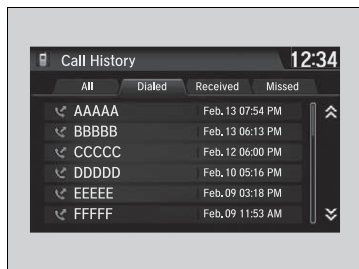 Call History 12:34
All Dialed Received Missed
AAAAA Feb. 13 07:54 PM
BBBBB Feb. 13 06:13 PM
CCCCC Feb. 12 06:00 PM
DDDDD Feb. 10 05:16 PM
EEEEE Feb. 09 03:18 PM
FFFFF Feb. 09 11:53 AM